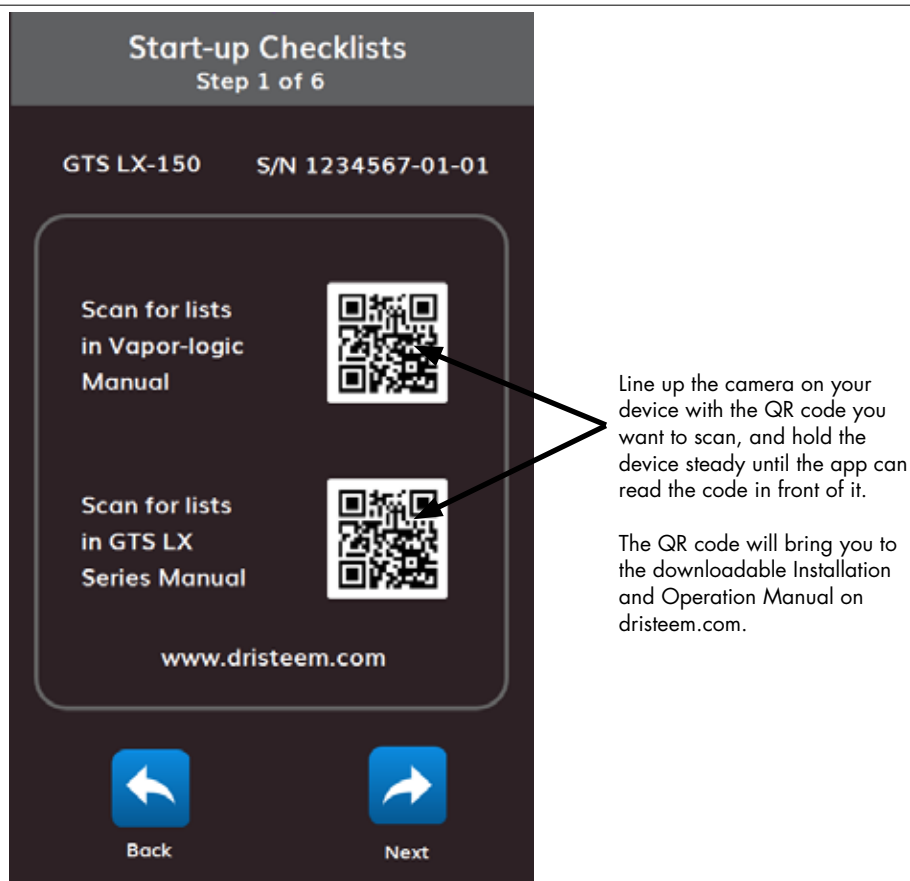 Start-up Checklists
Step 1 of 6
GTS LX-150 S/N 1234567-01-01
Scan for lists
in Vapor-logic
Manual
Scan for lists
in GTS LX
Series Manual
www.dristeem.com
Back Next
Line up the camera on your
device with the QR code you
want to scan, and hold the
device steady until the app can
read the code in front of it.
The QR code will bring you to
the downloadable Installation
and Operation Manual on
dristeem.com.